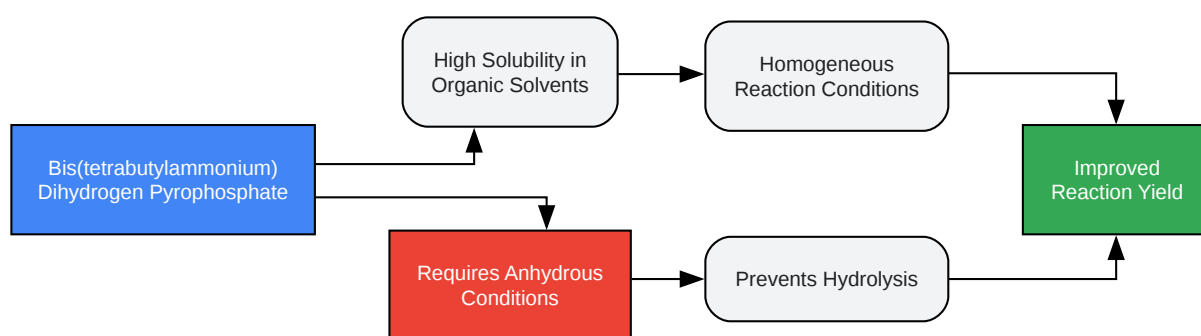 High Solubility in
Organic Solvents
Homogeneous
Reaction Conditions
Bis(tetrabutylammonium)
Dihydrogen Pyrophosphate
Improved
Reaction Yield
Requires Anhydrous
Conditions
Prevents Hydrolysis